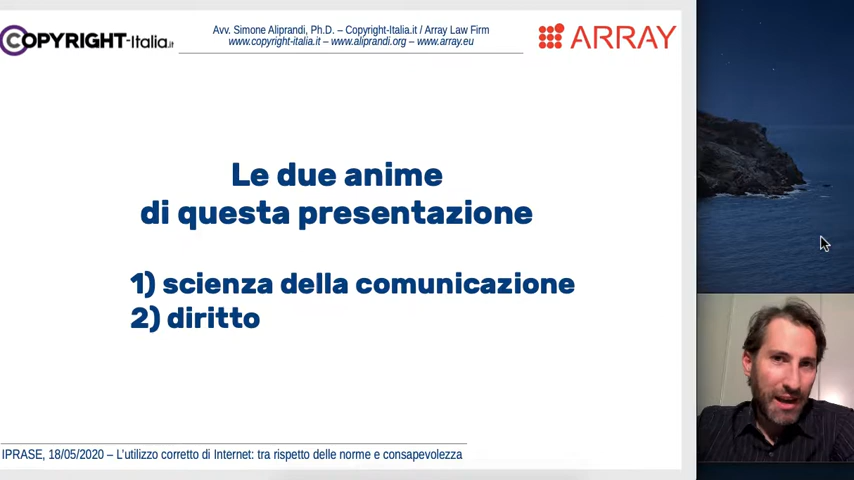 COPYRIGHT-Italia.it
Avv. Simone Aliprandi, Ph.D. – Copyright-Italia.it / Array Law Firm
www.copyright-italia.it – www.aliprandi.org – www.array.eu
ARRAY
Le due anime
di questa presentazione
1) scienza della comunicazione
2) diritto
IPRASE, 18/05/2020 – L'utilizzo corretto di Internet: tra rispetto delle norme e consapevolezza